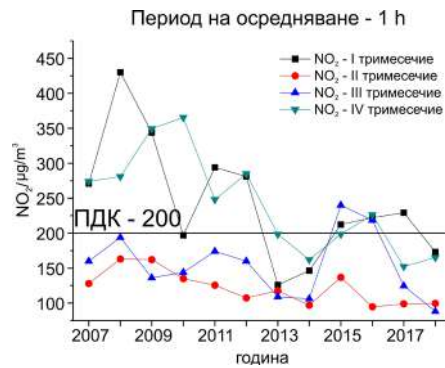 Период на осредняване - 1 h
NO₂ - I тримесечие
NO₂ - II тримесечие
NO₂ - III тримесечие
NO₂ - IV тримесечие
NO₂/µg/m³
450
400
350
300
250
200
150
100
ПДК - 200
2007 2009 2011 2013 2015 2017
година